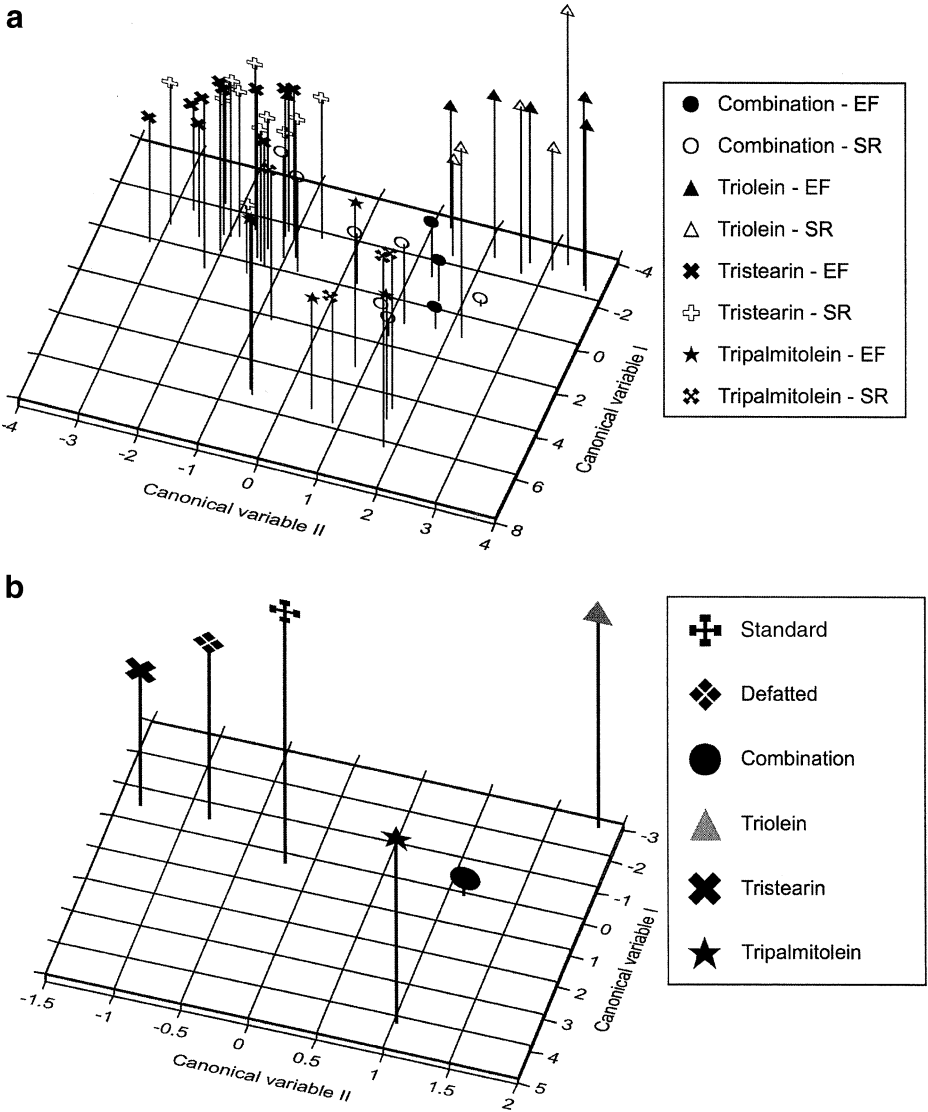 a
Combination - EF
Combination - SR
Triolein - EF
Triolein - SR
Tristearin - EF
Tristearin - SR
Tripalmitolein - EF
Tripalmitolein - SR
-4
-2
0
2
4
6
8
Canonical variable I
-4
-3
-2
-1
0
1
2
3
4
Canonical variable II
b
Standard
Defatted
Combination
Triolein
Tristearin
Tripalmitolein
-3
-2
-1
0
1
2
3
4
5
Canonical variable I
-1.5
-1
-0.5
0
0.5
1
1.5
2
Canonical variable II